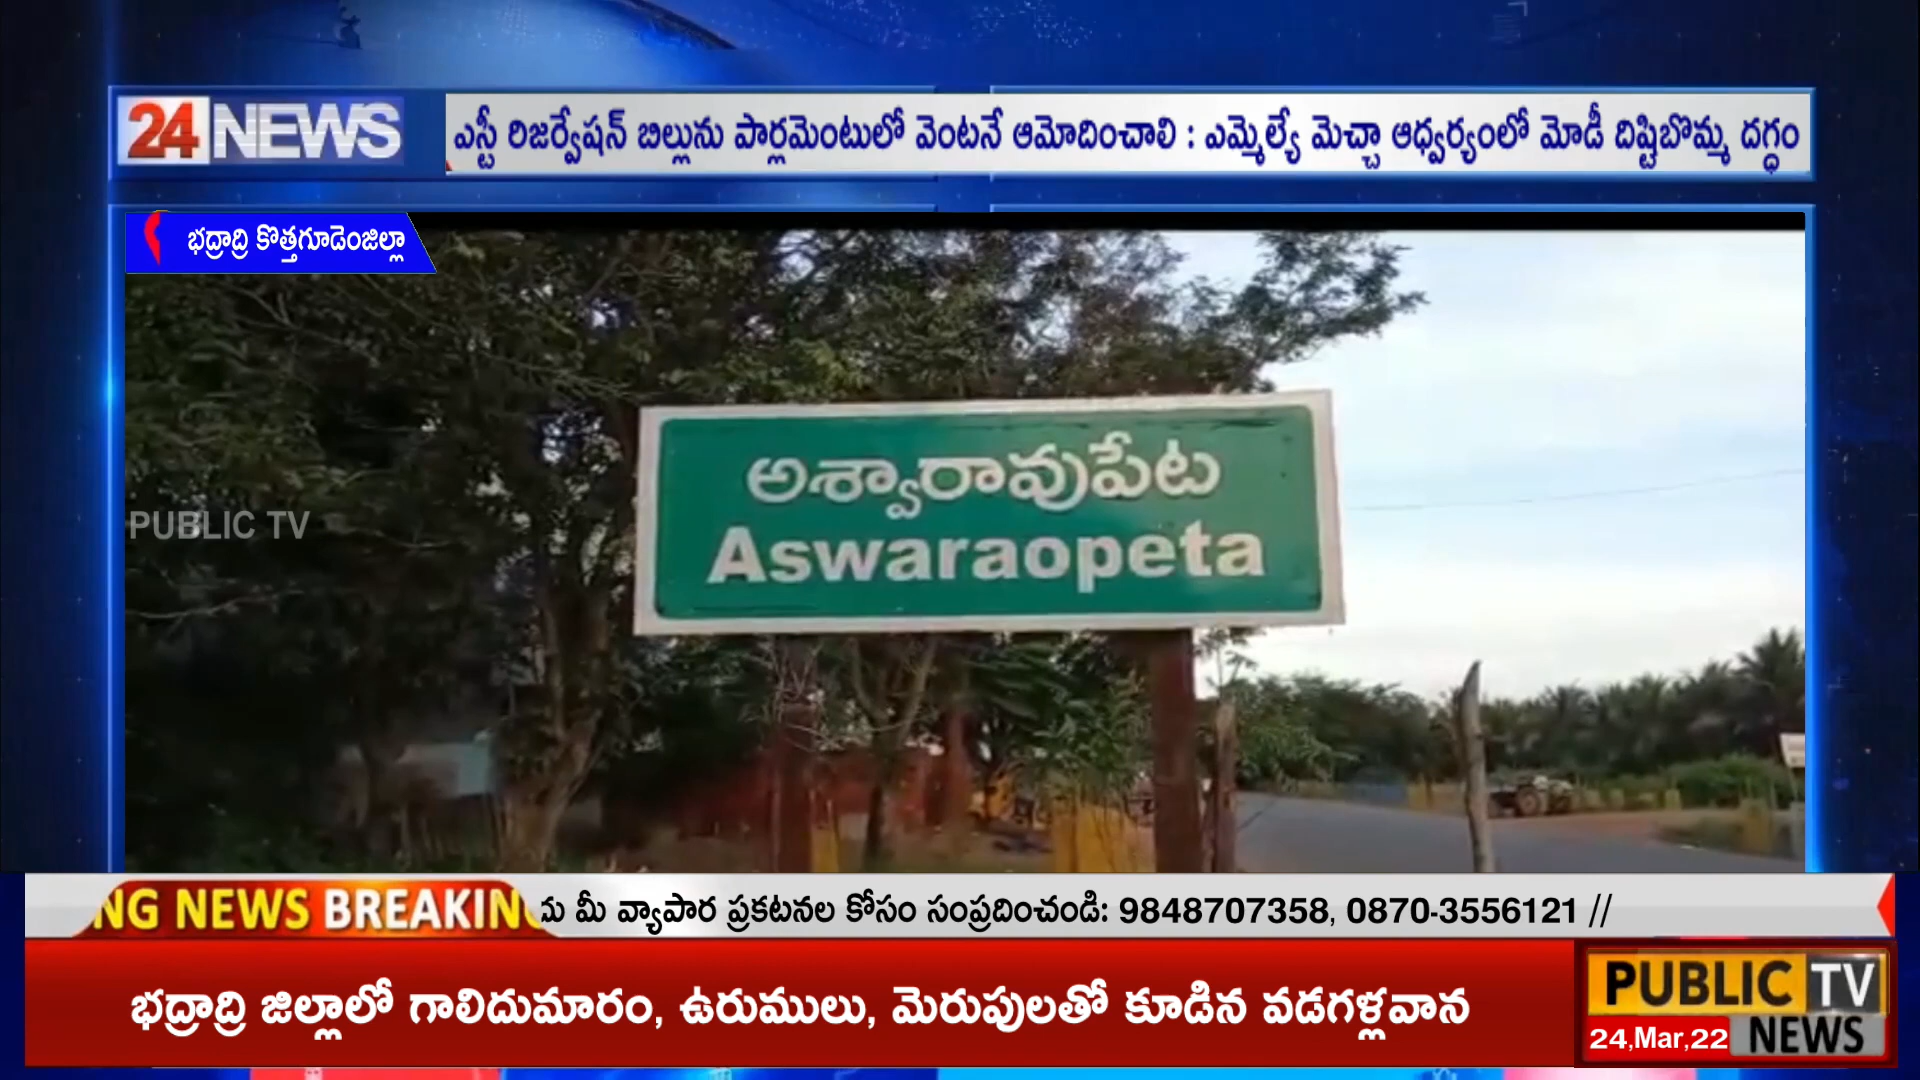 24 NEWS
ఎస్టీ రిజర్వేషన్ బిల్లును పార్లమెంటులో వెంటనే ఆమోదించాలి : ఎమ్మెల్యే మెచ్చా ఆధ్వర్యంలో మోడీ దిష్టిబొమ్మ దగ్ధం
భద్రాద్రి కొత్తగూడెంజిల్లా
అశ్వారావుపేట
Aswaraopeta
PUBLIC TV
NG NEWS BREAKING
ను మీ వ్యాపార ప్రకటనల కోసం సంప్రదించండి: 9848707358, 0870-3556121 //
భద్రాద్రి జిల్లాలో గాలిదుమారం, ఉరుములు, మెరుపులతో కూడిన వడగళ్లవాన
PUBLIC TV
24,Mar,22 NEWS